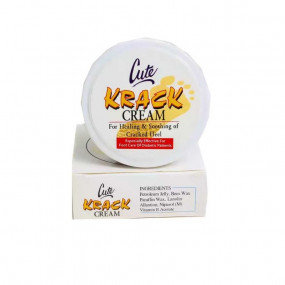 Cute
KRACK
CREAM
For Healing & Soothing of
Cracked Heel
Especially Effective for
Foot Care Of Diabetic Patients
Cute
KRACK
CREAM
INGREDIENTS
Petroleum Jelly, Bees Wax,
Paraffin Wax, Lanolin
Allantoin, Nipasol (M)
Vitamin E Acetate